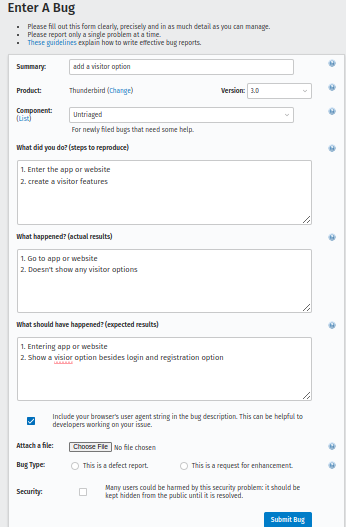 Enter A Bug
Please fill out this form clearly, precisely and in as much detail as you can manage.
Please report only a single problem at a time.
These guidelines explain how to write effective bug reports.
Summary: add a visitor option
Product: Thunderbird (Change) Version: 3.0
Component: Untriaged
(List)
For newly filed bugs that need some help.
What did you do? (steps to reproduce)
1. Enter the app or website
2. create a visitor features
What happened? (actual results)
1. Go to app or website
2. Doesn't show any visitor options
What should have happened? (expected results)
1. Entering app or website
2. Show a visior option besides login and registration option
Include your browser's user agent string in the bug description. This can be helpful to
developers working on your issue.
Attach a file: Choose File No file chosen
Bug Type: This is a defect report. This is a request for enhancement.
Security: Many users could be harmed by this security problem: it should be
kept hidden from the public until it is resolved.
Submit Bug